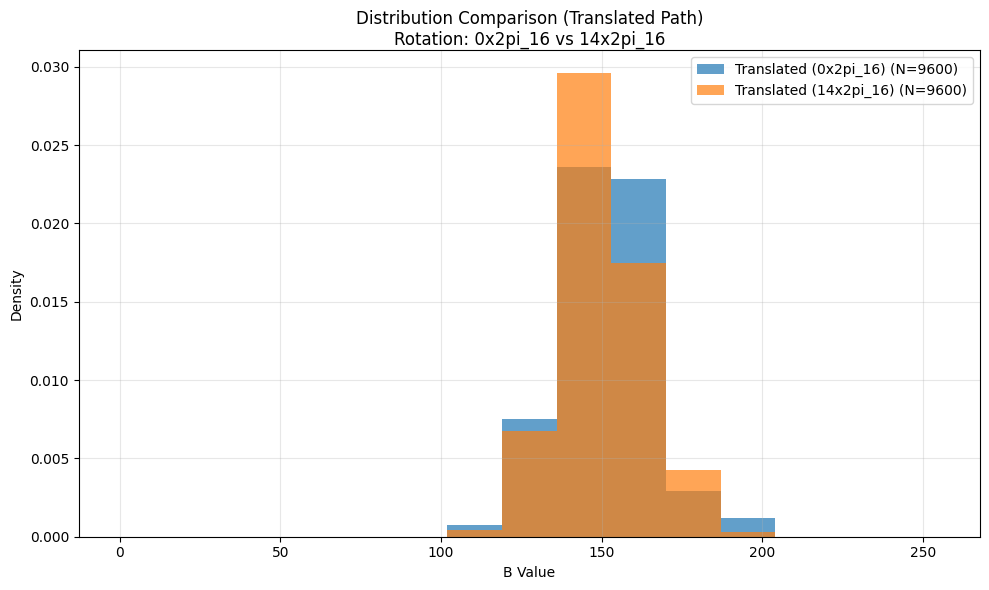 Distribution Comparison (Translated Path)
Rotation: 0x2pi_16 vs 14x2pi_16
Translated (0x2pi_16) (N=9600)
Translated (14x2pi_16) (N=9600)
0.030
0.025
0.020
0.015
0.010
0.005
0.000
Density
0 50 100 150 200 250
B Value